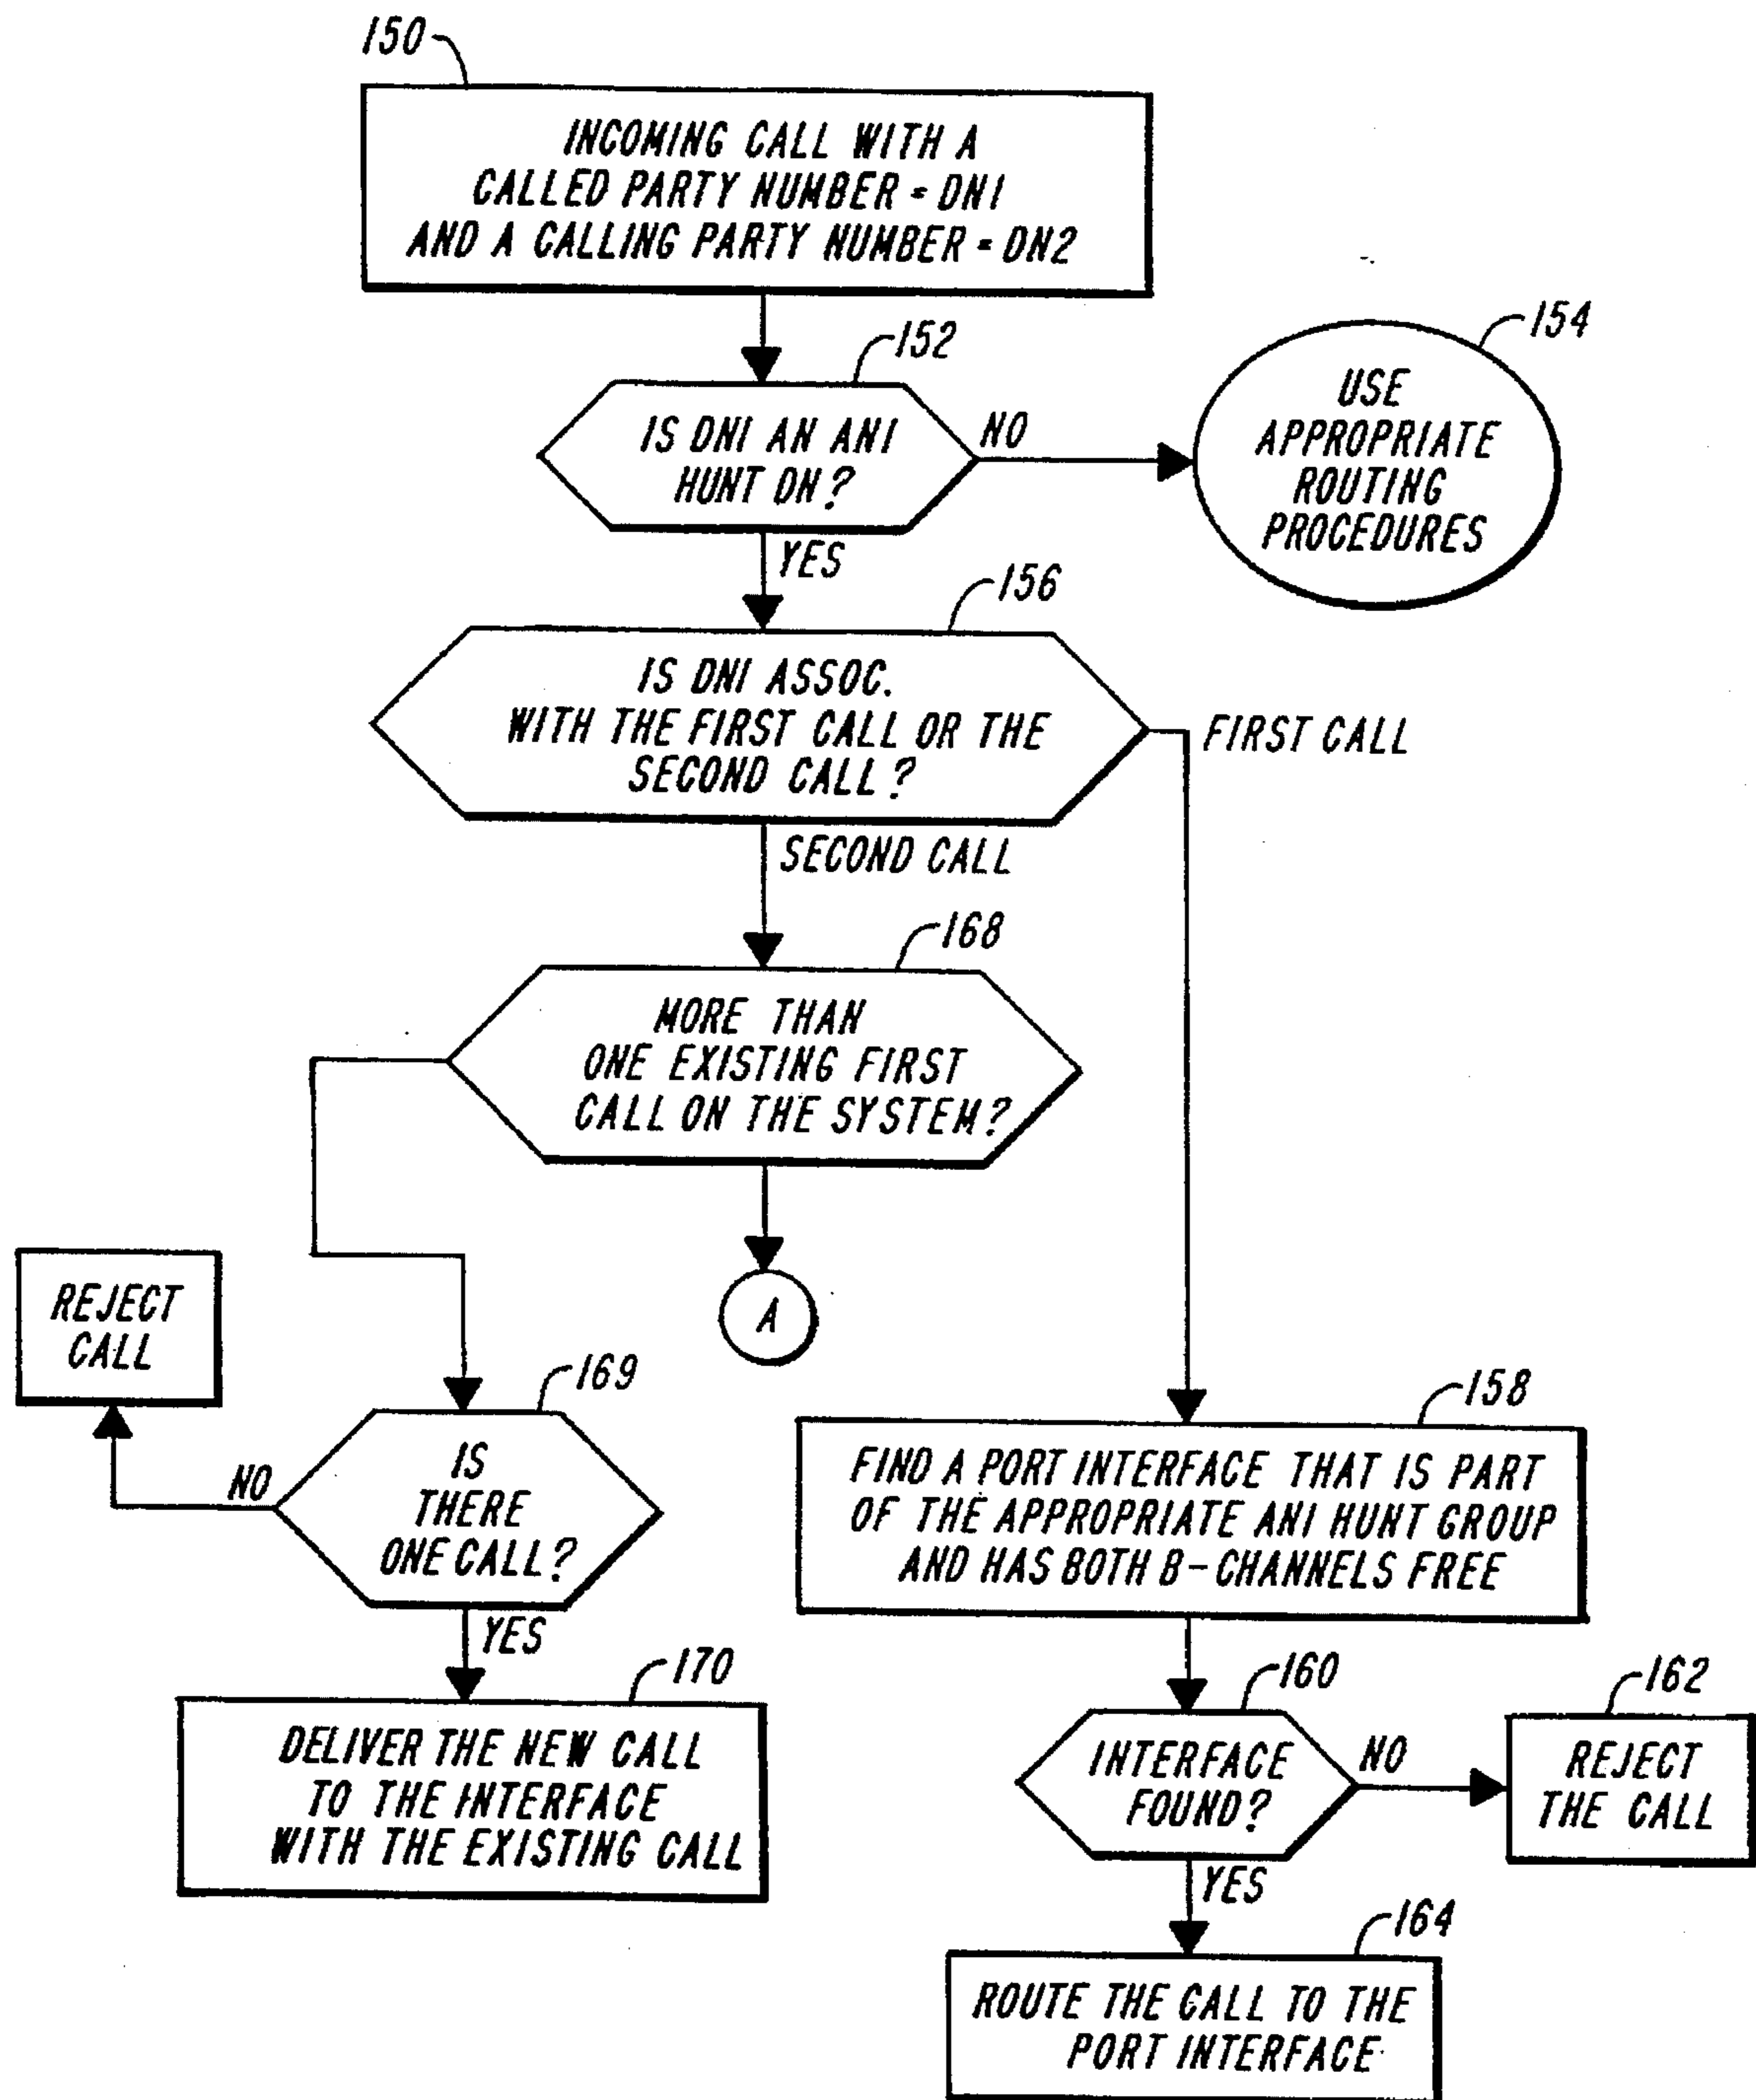 150
INCOMING CALL WITH A
CALLED PARTY NUMBER = DN1
AND A CALLING PARTY NUMBER = DN2
152
IS DN1 AN ANI
HUNT DN?
NO
154
USE
APPROPRIATE
ROUTING
PROCEDURES
YES
156
IS DN1 ASSOC.
WITH THE FIRST CALL OR THE
SECOND CALL?
FIRST CALL
SECOND CALL
168
MORE THAN
ONE EXISTING FIRST
CALL ON THE SYSTEM?
A
REJECT
CALL
169
IS
THERE
ONE CALL?
NO
YES
170
DELIVER THE NEW CALL
TO THE INTERFACE
WITH THE EXISTING CALL
158
FIND A PORT INTERFACE THAT IS PART
OF THE APPROPRIATE ANI HUNT GROUP
AND HAS BOTH B-CHANNELS FREE
160
INTERFACE
FOUND?
NO
162
REJECT
THE CALL
YES
164
ROUTE THE CALL TO THE
PORT INTERFACE